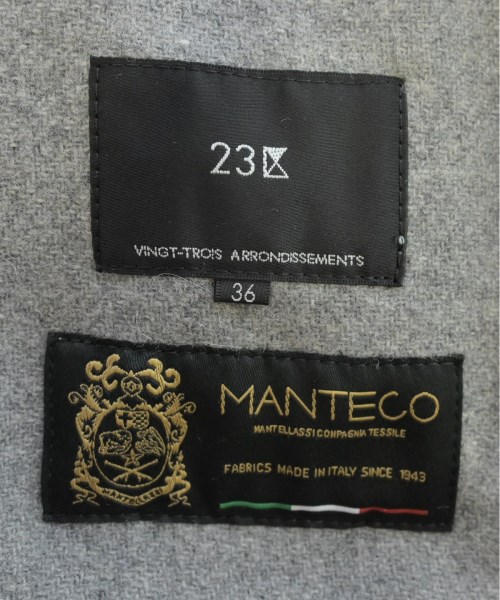 23区
VINGT-TROIS ARRONDISSEMENTS
36
MANTECO
MANTELLASSI COMPAGNIA TESSILE
FABRICS MADE IN ITALY SINCE 1943